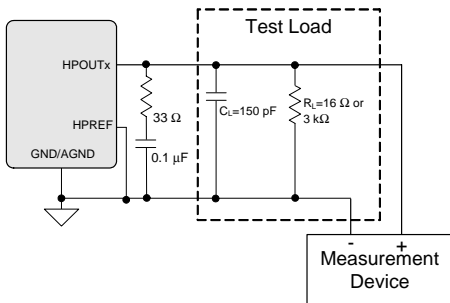 Test Load
HPOUTx
HPREF
GND/AGND
33 Ω
0.1 µF
CL=150 pF
RL=16 Ω or
3 kΩ
- +
Measurement
Device